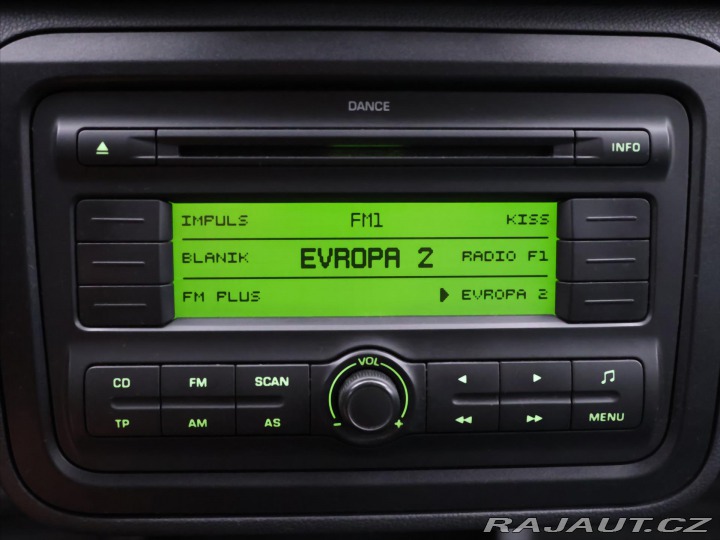 DANCE
INFO
IMPULS FM1 KISS
BLANIK EVROPA 2 RADIO F1
FM PLUS EVROPA 2
VOL
CD FM SCAN
TP AM AS
- +
MENU
RAJAUT.CZ